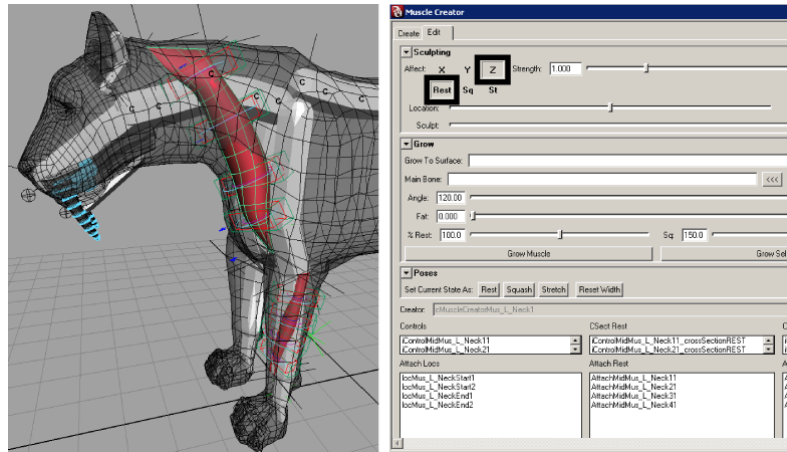 Muscle Creator
Create Edit
Sculpting
Affect: X Y Z Strength: 1.000
Rest Sq St
Location:
Sculpt:
Grow
Grow To Surface:
Main Bone: <<<
Angle: 120.00
Fat: 0.000
% Rest: 100.0 Sq: 150.0
Grow Muscle Grow Sel
Poses
Set Current State As: Rest Squash Stretch Reset Width
Creator: cMuscleCreatorMus_L_Neck1
Controls CSect Rest C
iControlMidMus_L_Neck11 iControlMidMus_L_Neck11_crossSectionREST
iControlMidMus_L_Neck21 iControlMidMus_L_Neck21_crossSectionREST
Attach Locs Attach Rest A
locMus_L_NeckStart1 AttachMidMus_L_Neck11
locMus_L_NeckStart2 AttachMidMus_L_Neck21
locMus_L_NeckEnd1 AttachMidMus_L_Neck31
locMus_L_NeckEnd2 AttachMidMus_L_Neck41
C C
C C
C